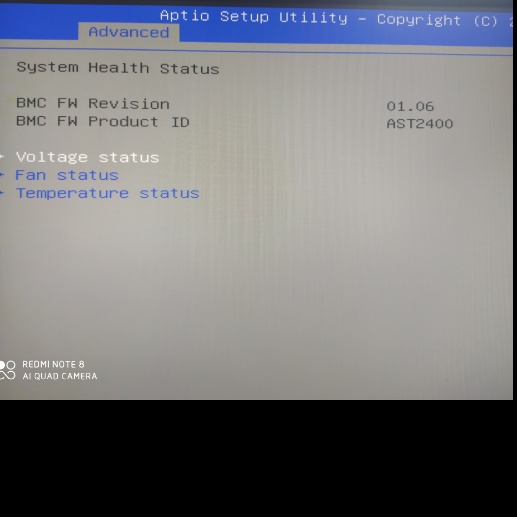 Aptio Setup Utility - Copyright (C)
Advanced
System Health Status
BMC FW Revision 01.06
BMC FW Product ID AST2400
Voltage status
Fan status
Temperature status
REDMI NOTE 8
AI QUAD CAMERA